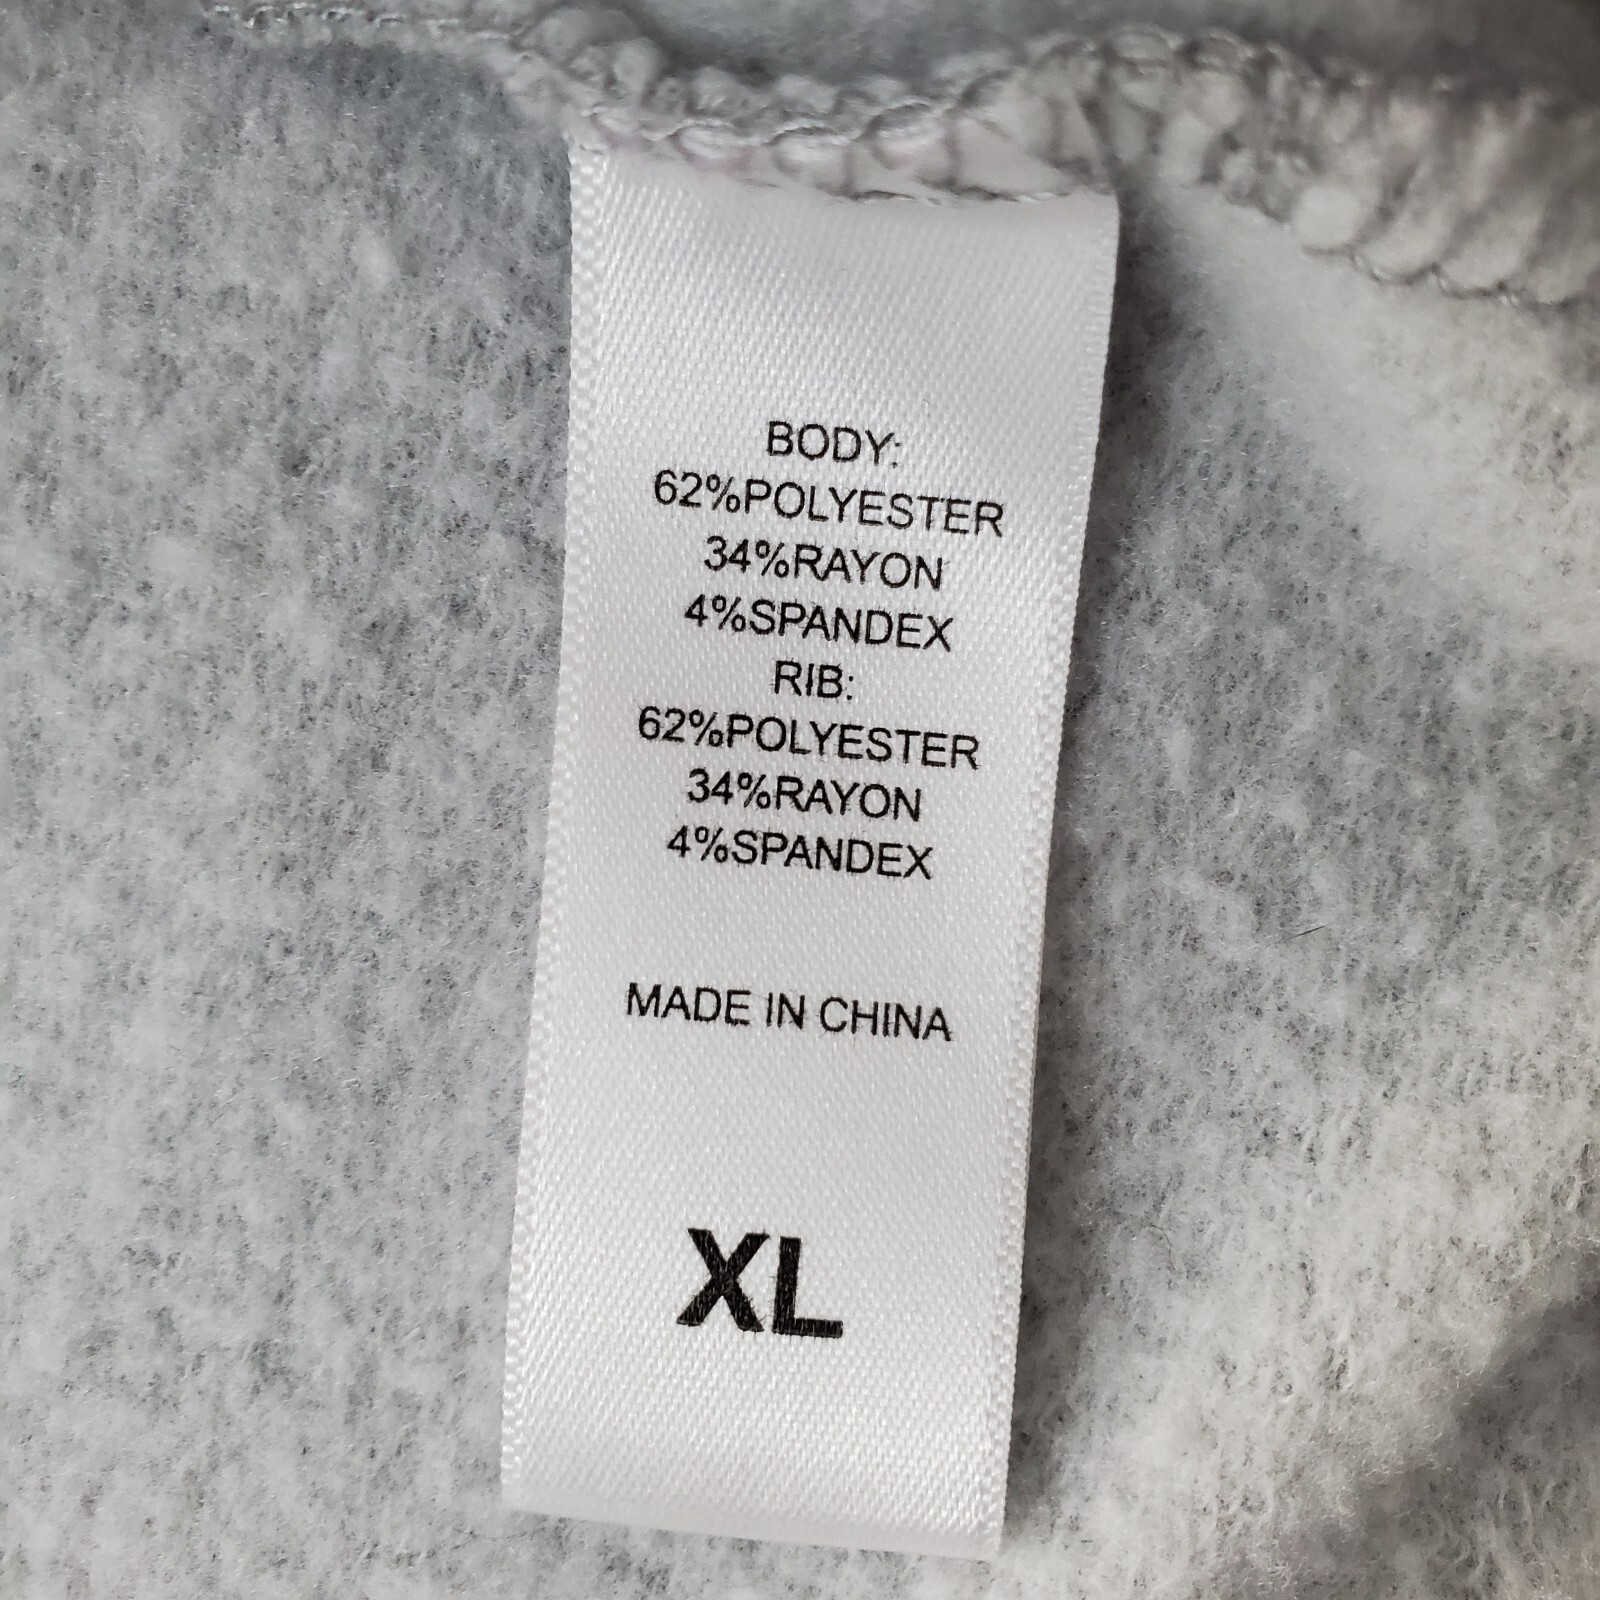 BODY:
62%POLYESTER
34%RAYON
4%SPANDEX
RIB:
62%POLYESTER
34%RAYON
4%SPANDEX
MADE IN CHINA
XL